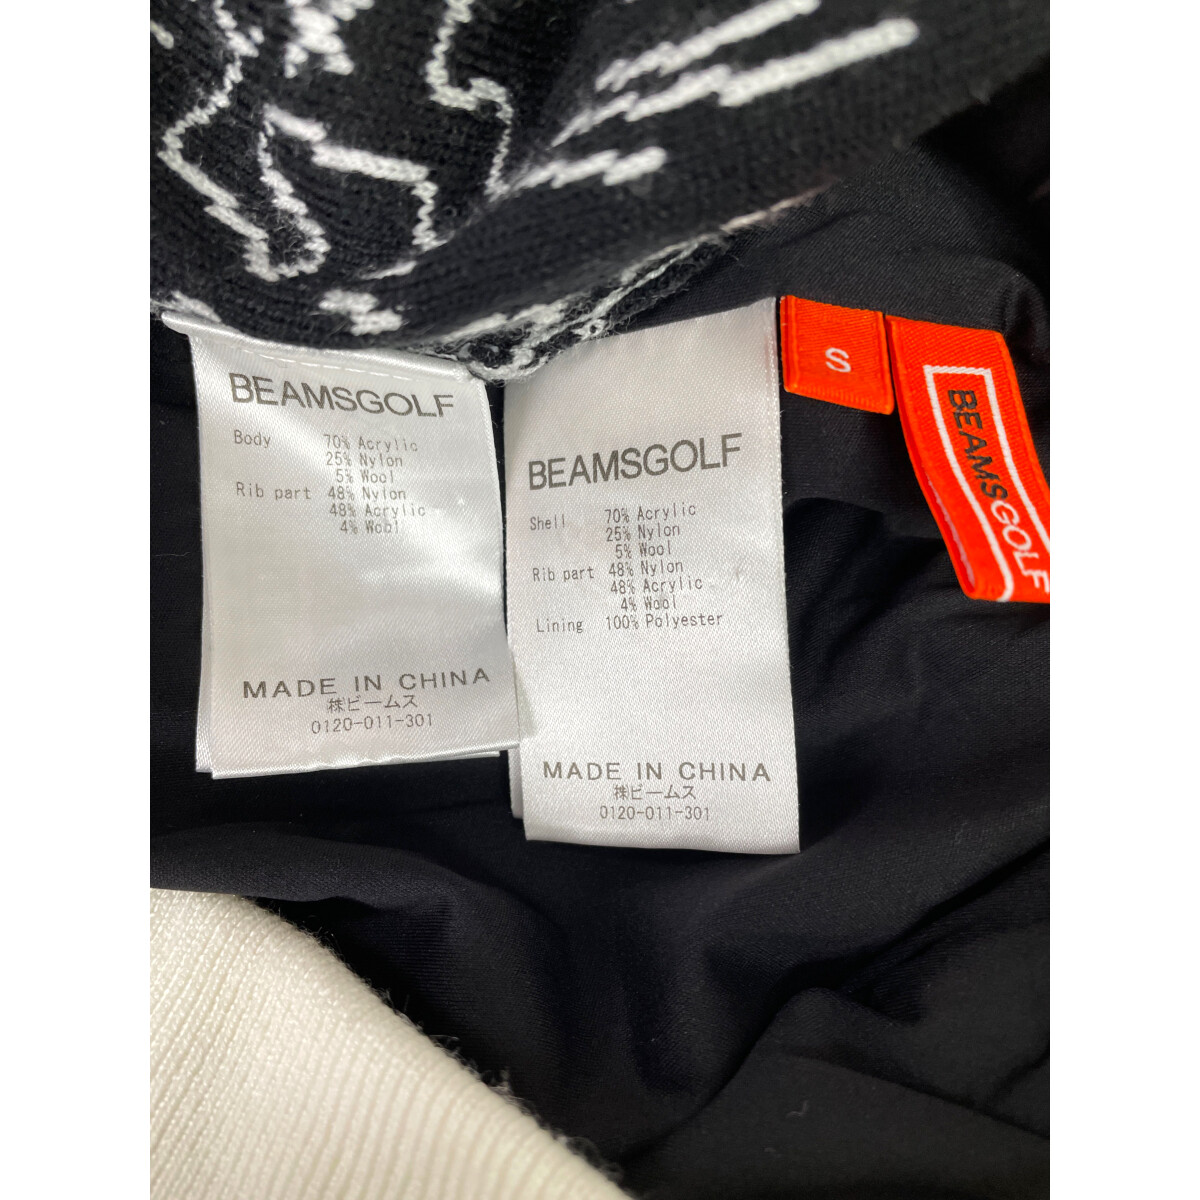 BEAMSGOLF
Body 70% Acrylic
25% Nylon
5% Wool
Rib part 48% Nylon
48% Acrylic
4% Wool
MADE IN CHINA
㈱ビームス
0120-011-301
BEAMSGOLF
Shell 70% Acrylic
25% Nylon
5% Wool
Rib part 48% Nylon
48% Acrylic
4% Wool
Lining 100% Polyester
MADE IN CHINA
㈱ビームス
0120-011-301
S
BEAMSGOLF